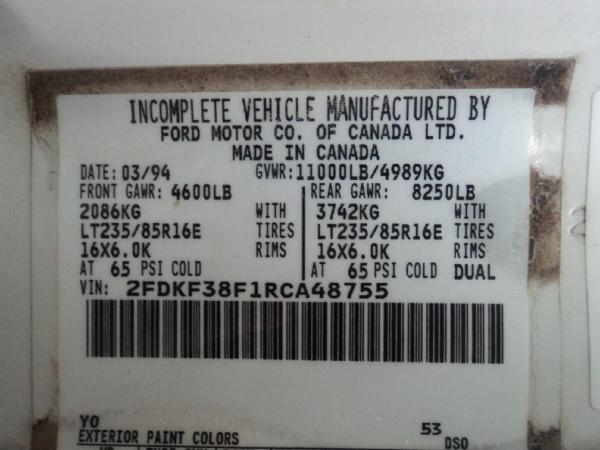 INCOMPLETE VEHICLE MANUFACTURED BY
FORD MOTOR CO. OF CANADA LTD.
MADE IN CANADA
DATE: 03/94 GVWR: 11000LB/4989KG
FRONT GAWR: 4600LB REAR GAWR: 8250LB
2086KG WITH 3742KG WITH
LT235/85R16E TIRES LT235/85R16E TIRES
16X6.0K RIMS 16X6.0K RIMS
AT 65 PSI COLD AT 65 PSI COLD DUAL
VIN: 2FDKF38F1RCA48755
YO 53
EXTERIOR PAINT COLORS DSO